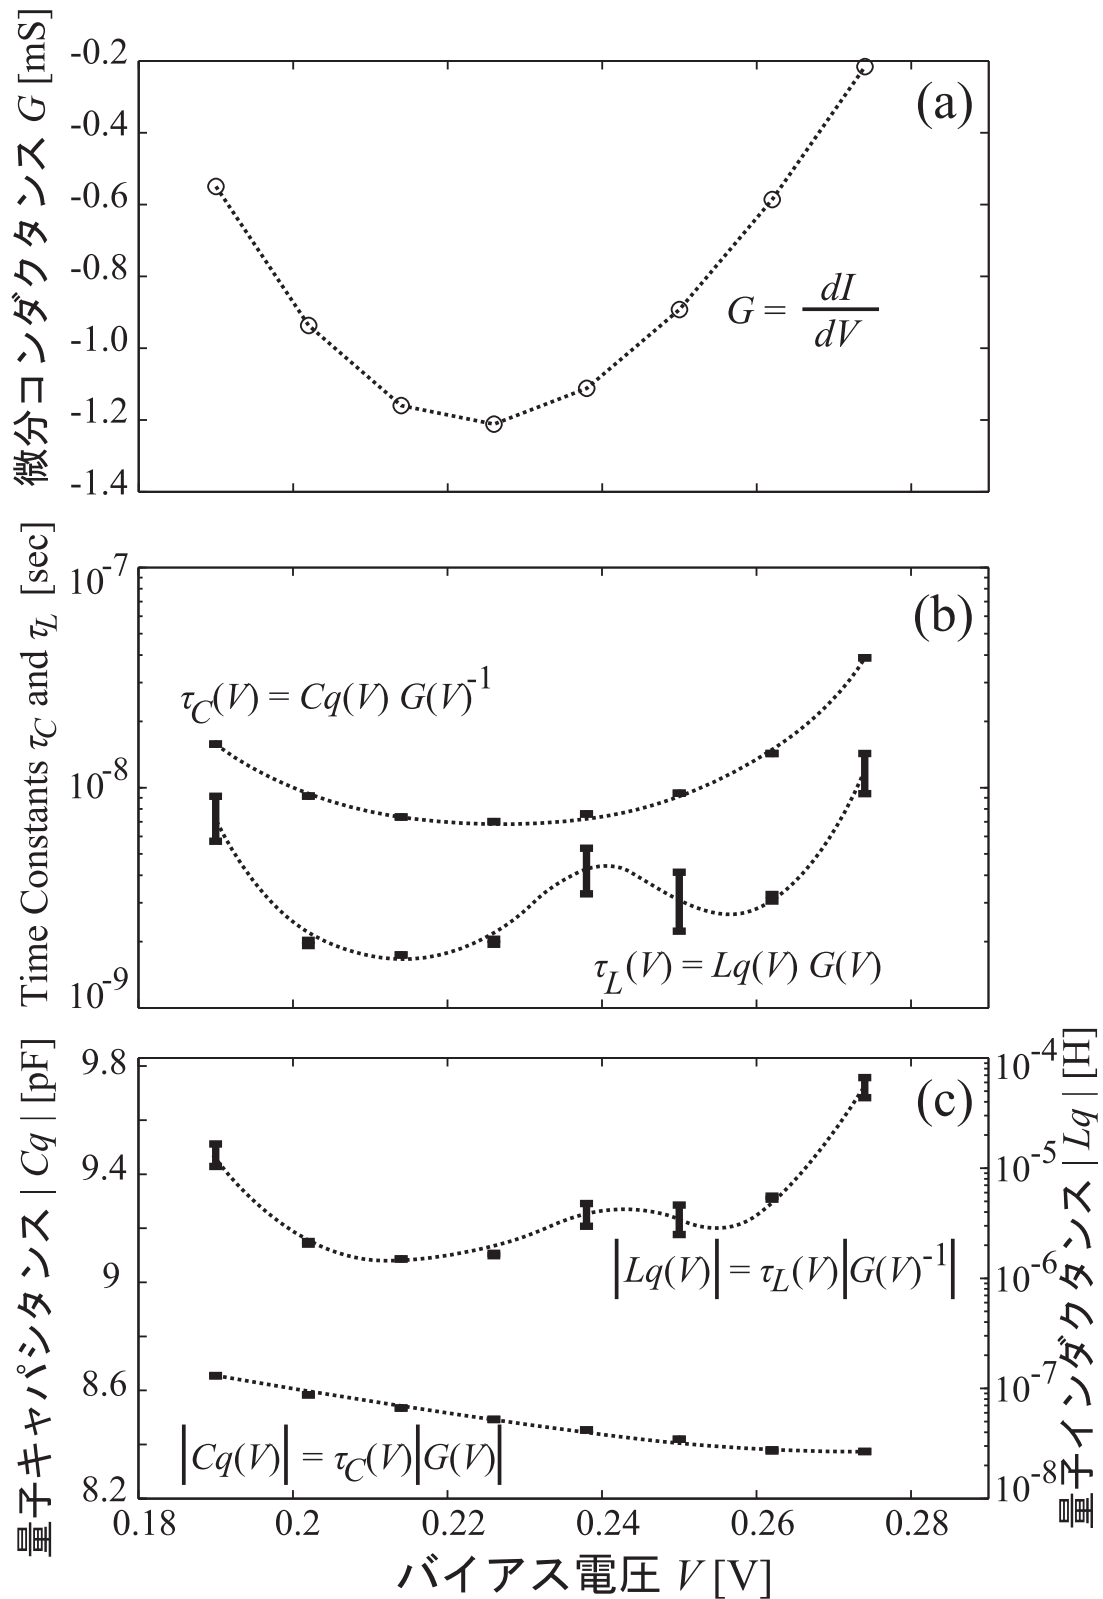 微分コンダクタンス G [mS]
-0.2
-0.4
-0.6
-0.8
-1.0
-1.2
-1.4
(a)
G = dI/dV
Time Constants τC and τL [sec]
10-7
10-8
10-9
(b)
τC(V) = Cq(V) G(V)-1
τL(V) = Lq(V) G(V)
量子キャパシタンス | Cq | [pF]
9.8
9.4
9
8.6
8.2
(c)
|Lq(V)| = τL(V)|G(V)-1|
|Cq(V)| = τC(V)|G(V)|
10-4
10-5
10-6
10-7
10-8
量子インダクタンス | Lq | [H]
0.18 0.2 0.22 0.24 0.26 0.28
バイアス電圧 V [V]